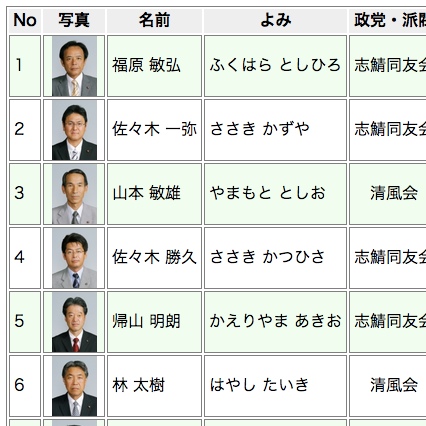 No 写真 名前 よみ 政党・派閥
1 福原 敏弘 ふくはら としひろ 志鯖同友会
2 佐々木 一弥 ささき かずや 志鯖同友会
3 山本 敏雄 やまもと としお 清風会
4 佐々木 勝久 ささき かつひさ 志鯖同友会
5 帰山 明朗 かえりやま あきお 志鯖同友会
6 林 太樹 はやし たいき 清風会